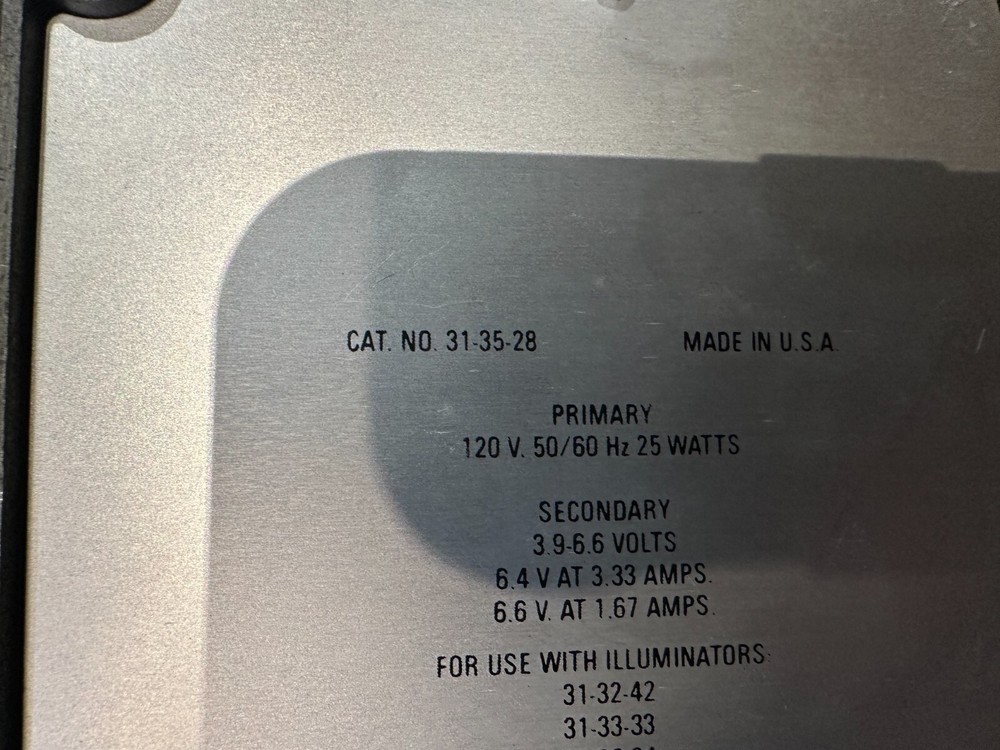 CAT. NO. 31-35-28 MADE IN U.S.A.
PRIMARY
120 V. 50/60 Hz 25 WATTS
SECONDARY
3.9-6.6 VOLTS
6.4 V AT 3.33 AMPS.
6.6 V. AT 1.67 AMPS.
FOR USE WITH ILLUMINATORS:
31-32-42
31-33-33